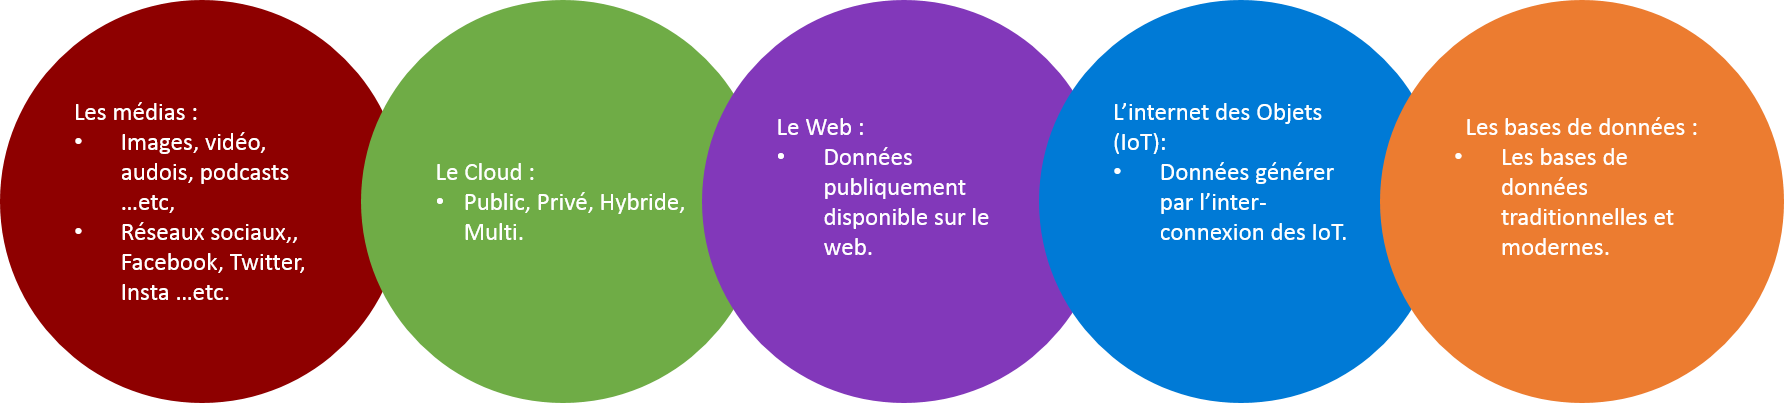 Les médias :
• Images, vidéo,
audois, podcasts
...etc,
• Réseaux sociaux,,
Facebook, Twitter,
Insta ...etc.
Le Cloud :
• Public, Privé, Hybride,
Multi.
Le Web :
• Données
publiquement
disponible sur le
web.
L’internet des Objets
(IoT):
• Données générer
par l’inter-
connexion des IoT.
Les bases de données :
• Les bases de
données
traditionnelles et
modernes.